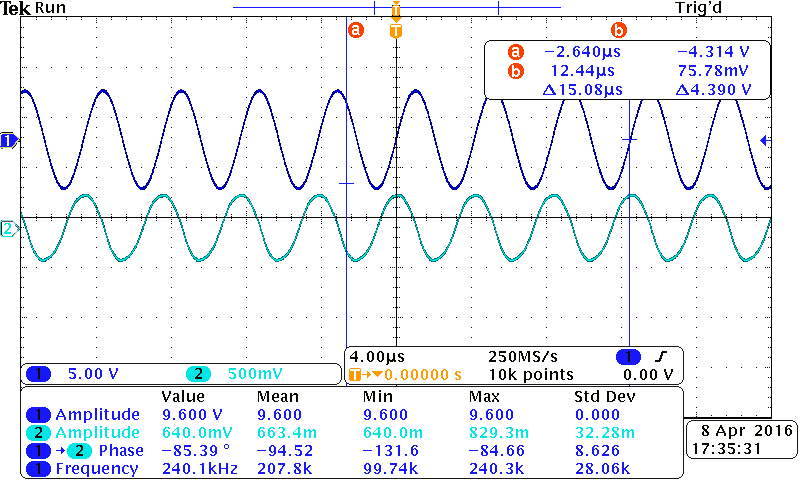 Tek Run Trig'd
T
a T b
a −2.640µs −4.314 V
b 12.44µs 75.78mV
Δ15.08µs Δ4.390 V
1
2
1 5.00 V 2 500mV
4.00µs 250MS/s 1
T→▼0.00000 s 10k points 0.00 V
Value Mean Min Max Std Dev
1 Amplitude 9.600 V 9.600 9.600 9.600 0.000
2 Amplitude 640.0mV 663.4m 640.0m 829.3m 32.28m
1 → 2 Phase −85.39 ° −94.52 −131.6 −84.66 8.626
1 Frequency 240.1kHz 207.8k 99.74k 240.3k 28.06k
8 Apr 2016
17:35:31